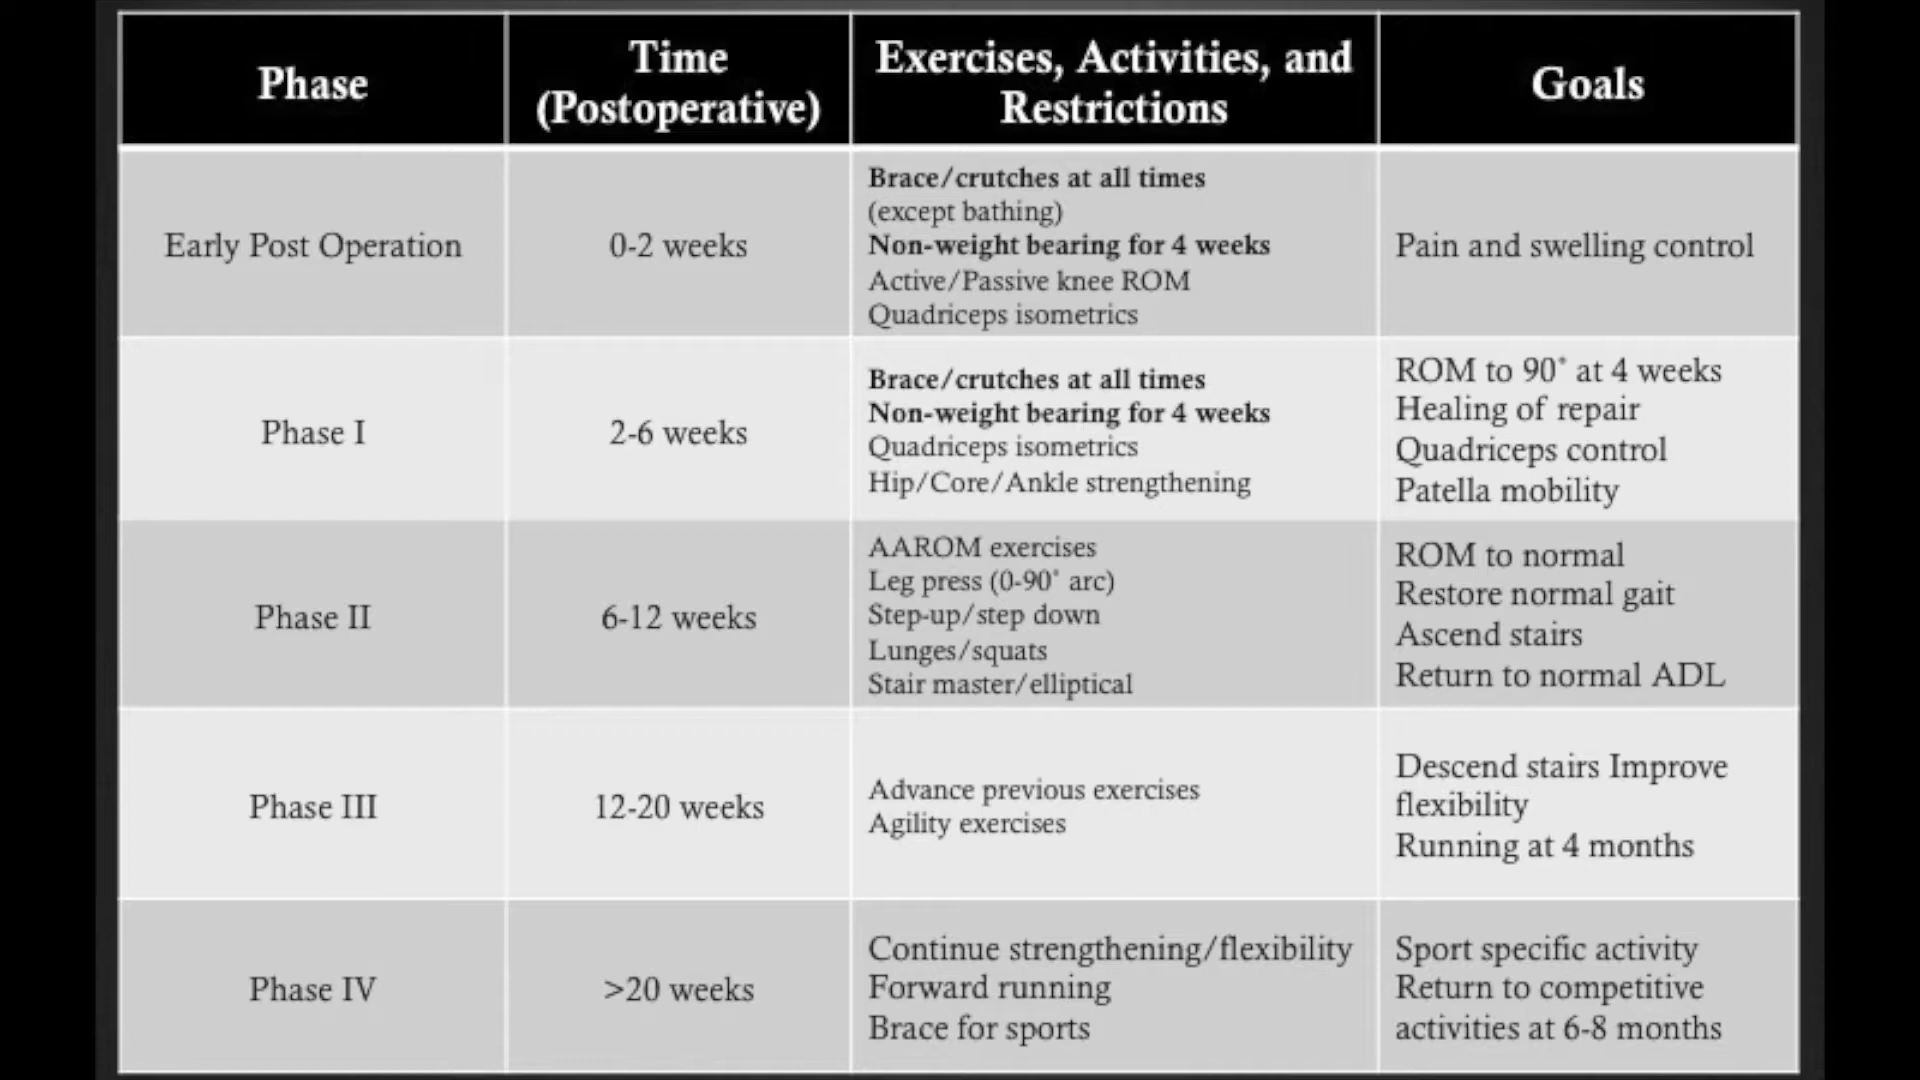 Phase
Time
(Postoperative)
Exercises, Activities, and
Restrictions
Goals
Early Post Operation
0-2 weeks
Brace/crutches at all times
(except bathing)
Non-weight bearing for 4 weeks
Active/Passive knee ROM
Quadriceps isometrics
Pain and swelling control
Phase I
2-6 weeks
Brace/crutches at all times
Non-weight bearing for 4 weeks
Quadriceps isometrics
Hip/Core/Ankle strengthening
ROM to 90˚ at 4 weeks
Healing of repair
Quadriceps control
Patella mobility
Phase II
6-12 weeks
AAROM exercises
Leg press (0-90˚ arc)
Step-up/step down
Lunges/squats
Stair master/elliptical
ROM to normal
Restore normal gait
Ascend stairs
Return to normal ADL
Phase III
12-20 weeks
Advance previous exercises
Agility exercises
Descend stairs Improve
flexibility
Running at 4 months
Phase IV
>20 weeks
Continue strengthening/flexibility
Forward running
Brace for sports
Sport specific activity
Return to competitive
activities at 6-8 months